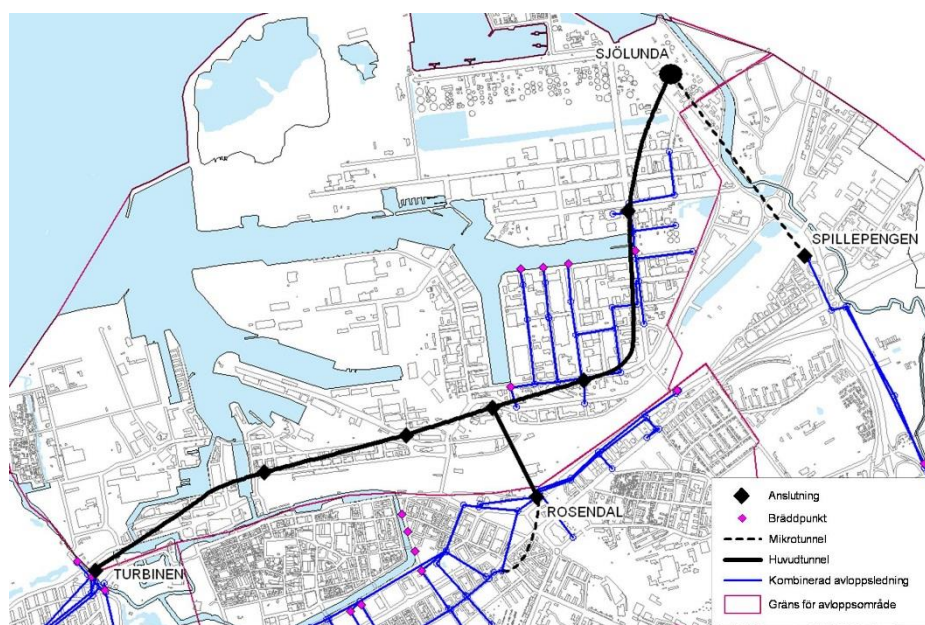 SJÖLUNDA
SPILLEPENGEN
ROSENDAL
TURBINEN
Anslutning
Bräddpunkt
Mikrotunnel
Huvudtunnel
Kombinerad avloppsledning
Gräns för avloppsområde